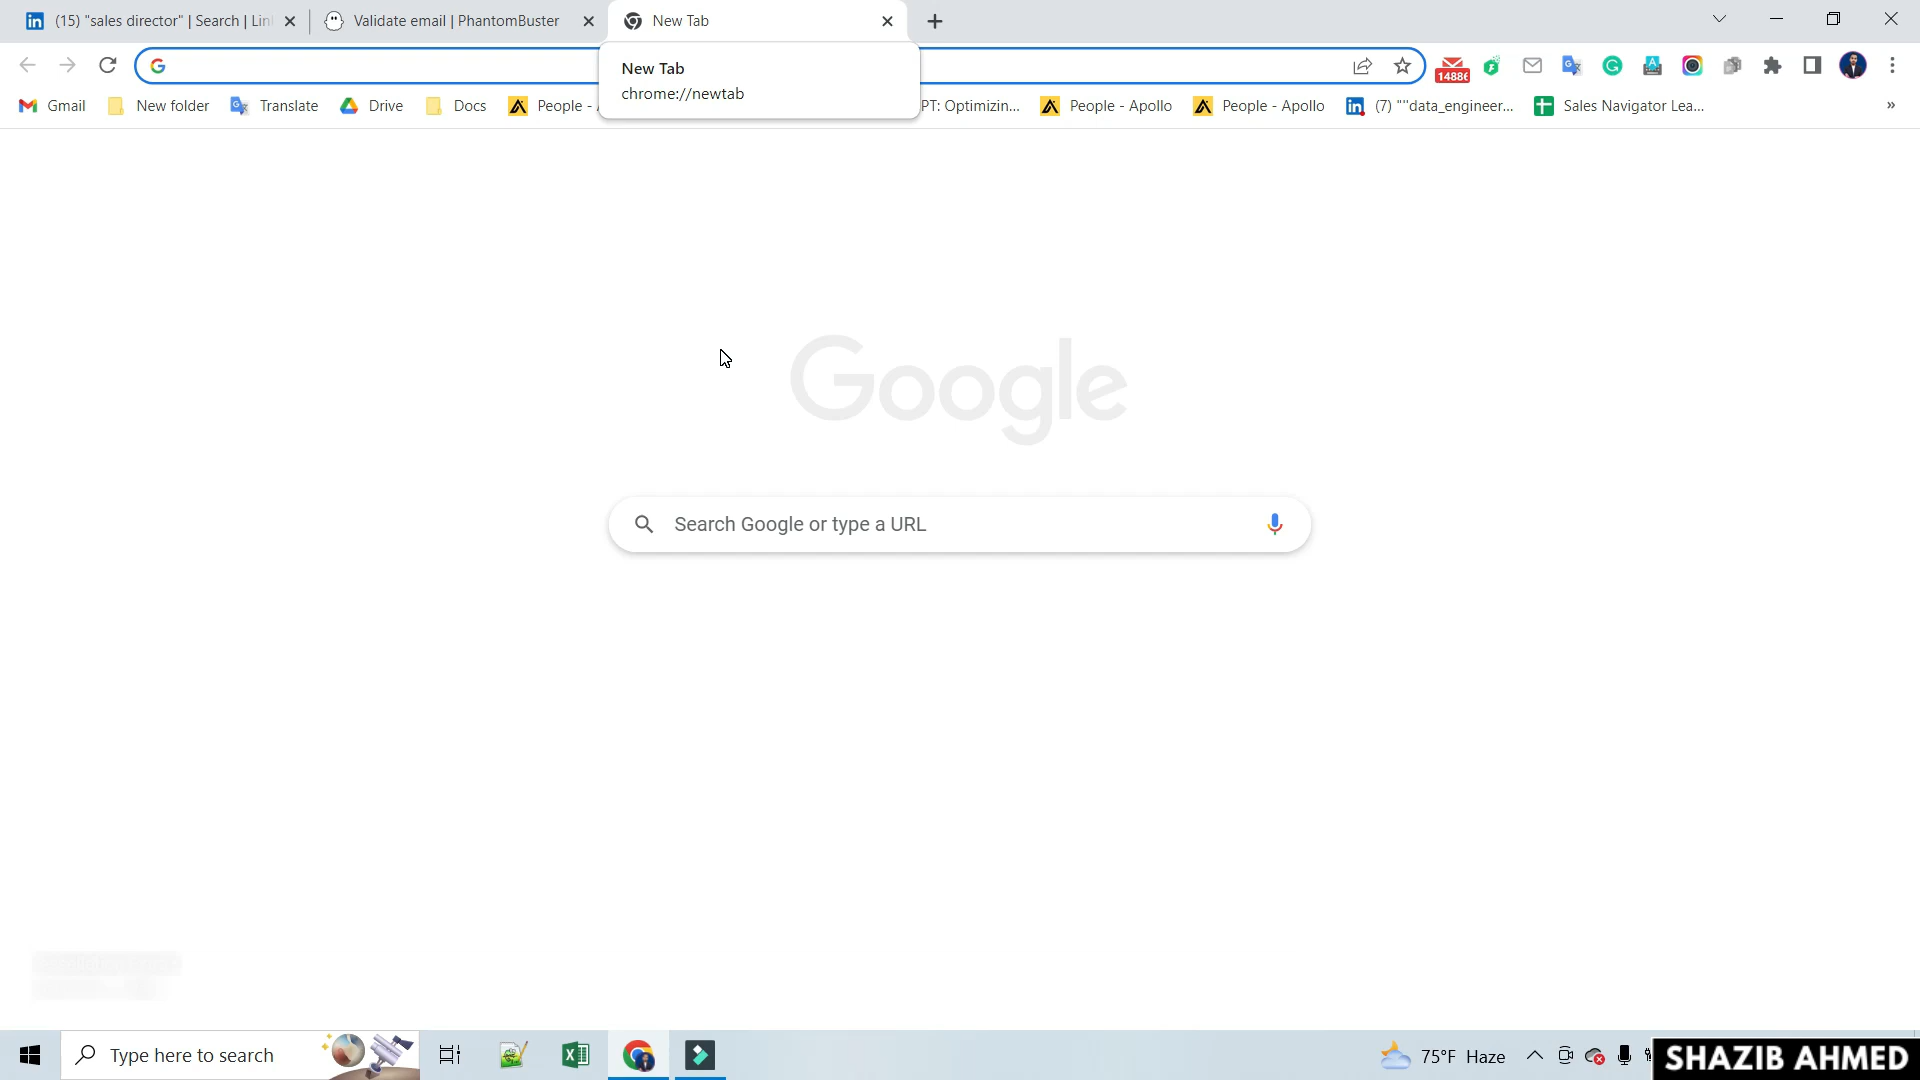 (15) "sales director" | Search | Lin
Validate email | PhantomBuster
New Tab
New Tab
chrome://newtab
14886
Gmail
New folder
Translate
Drive
Docs
People -
PT: Optimizin...
People - Apollo
People - Apollo
(7) ""data_engineer...
Sales Navigator Lea...
»
Google
Search Google or type a URL
Type here to search
75°F Haze
SHAZIB AHMED